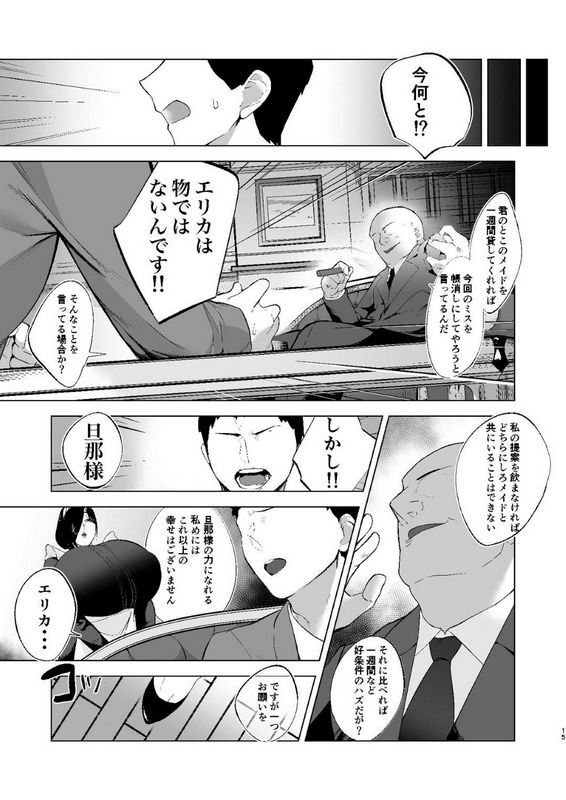 今何と!?
君のとこのメイドを
一週間貸してくれれば
今回のミスを
帳消しにしてやろうと
言ってるんだ
エリカは
物では
ないんです!!
そんなことを
言ってる場合か?
私の提案を飲まなければ
どちらにしろメイドと
共にいることはできない
しかし!!
旦那様
それに比べれば
一週間など
好条件のハズだが?
旦那様の力になれる
私めには
これ以上の
幸せはございません
エリカ・・
ですが一つ
お願いを
コツ
15